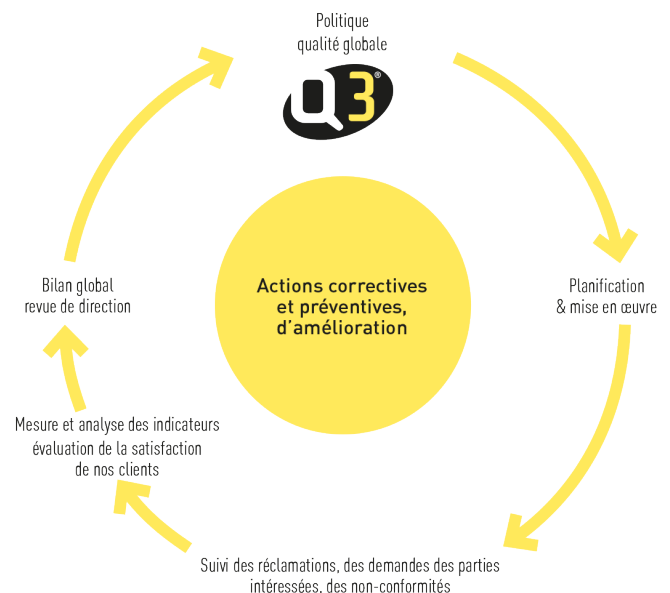 Politique
qualité globale
Q3®
Actions correctives
et préventives,
d’amélioration
Planification
& mise en œuvre
Suivi des réclamations, des demandes des parties
intéressées, des non-conformités
Mesure et analyse des indicateurs
évaluation de la satisfaction
de nos clients
Bilan global
revue de direction